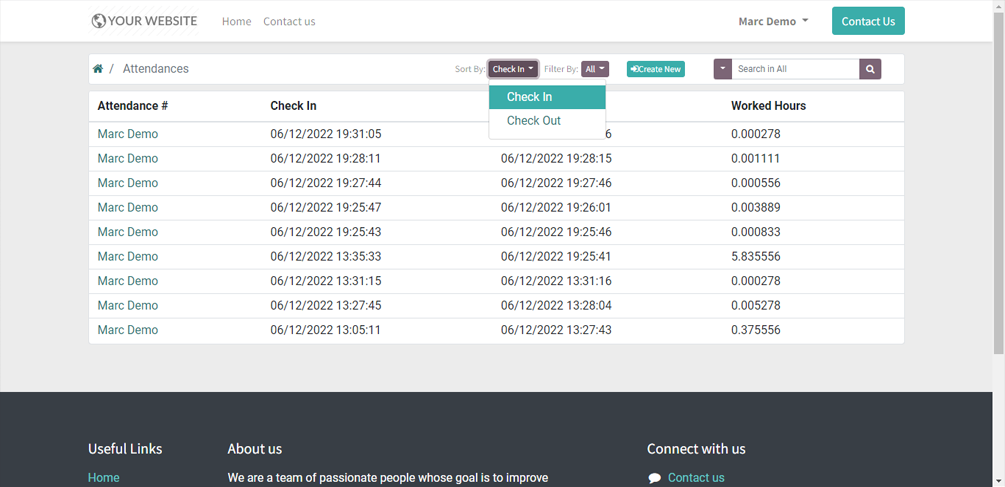 YOUR WEBSITE Home Contact us Marc Demo Contact Us
/ Attendances Sort By: Check In Filter By: All Create New Search in All
Check In
Check Out
Attendance # Check In Worked Hours
Marc Demo 06/12/2022 19:31:05 6 0.000278
Marc Demo 06/12/2022 19:28:11 06/12/2022 19:28:15 0.001111
Marc Demo 06/12/2022 19:27:44 06/12/2022 19:27:46 0.000556
Marc Demo 06/12/2022 19:25:47 06/12/2022 19:26:01 0.003889
Marc Demo 06/12/2022 19:25:43 06/12/2022 19:25:46 0.000833
Marc Demo 06/12/2022 13:35:33 06/12/2022 19:25:41 5.835556
Marc Demo 06/12/2022 13:31:15 06/12/2022 13:31:16 0.000278
Marc Demo 06/12/2022 13:27:45 06/12/2022 13:28:04 0.005278
Marc Demo 06/12/2022 13:05:11 06/12/2022 13:27:43 0.375556
Useful Links About us Connect with us
Home We are a team of passionate people whose goal is to improve Contact us